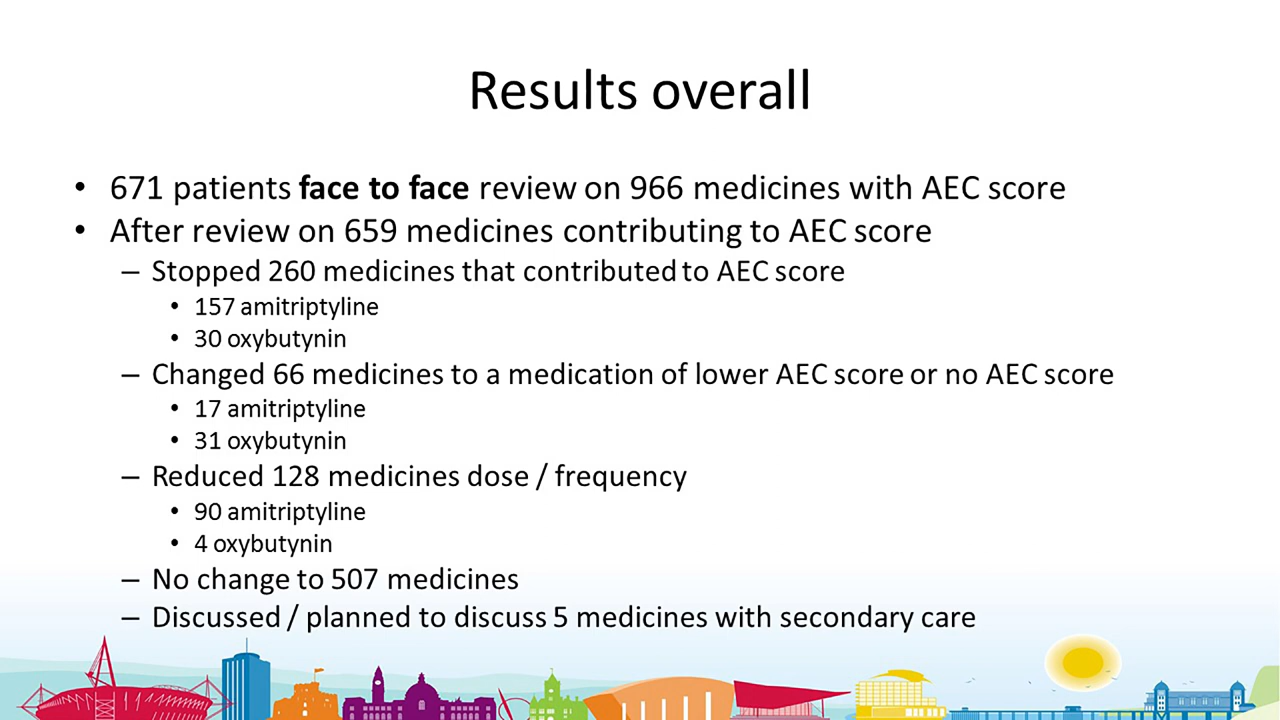 Results overall
• 671 patients face to face review on 966 medicines with AEC score
• After review on 659 medicines contributing to AEC score
– Stopped 260 medicines that contributed to AEC score
• 157 amitriptyline
• 30 oxybutynin
– Changed 66 medicines to a medication of lower AEC score or no AEC score
• 17 amitriptyline
• 31 oxybutynin
– Reduced 128 medicines dose / frequency
• 90 amitriptyline
• 4 oxybutynin
– No change to 507 medicines
– Discussed / planned to discuss 5 medicines with secondary care